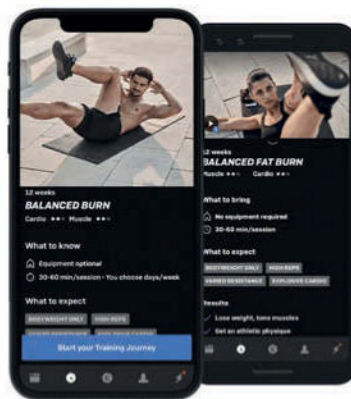 12 weeks
BALANCED BURN
Cardio Muscle
What to know
Equipment optional
30-60 min/session · You choose days/week
What to expect
BODYWEIGHT ONLY HIGH REPS
Start your Training Journey
12 weeks
BALANCED FAT BURN
Muscle Cardio
What to bring
No equipment required
30-60 min/session
What to expect
BODYWEIGHT ONLY HIGH REPS
VARIED RESISTANCE EXPLOSIVE CARDIO
Results
Lose weight, tone muscles
Get an athletic physique